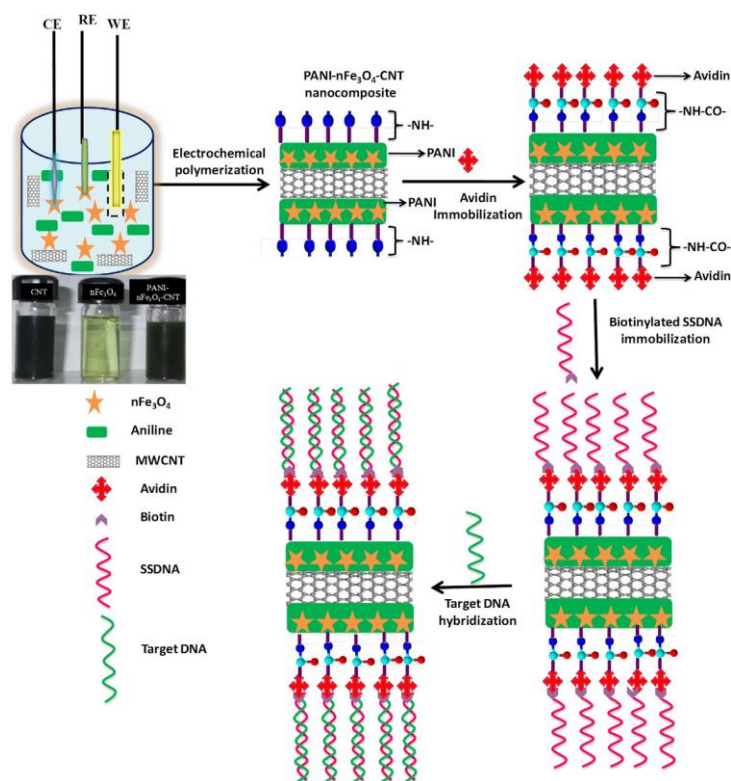 CE RE WE
PANI-nFe₃O₄-CNT
nanocomposite
-NH-
Electrochemical
polymerization
PANI
PANI
-NH-
Avidin
Immobilization
Avidin
-NH-CO-
-NH-CO-
Avidin
CNT
nFe₃O₄
PANI-
nFe₃O₄-CNT
Biotinylated SSDNA
immobilization
nFe₃O₄
Aniline
MWCNT
Avidin
Biotin
SSDNA
Target DNA
Target DNA
hybridization